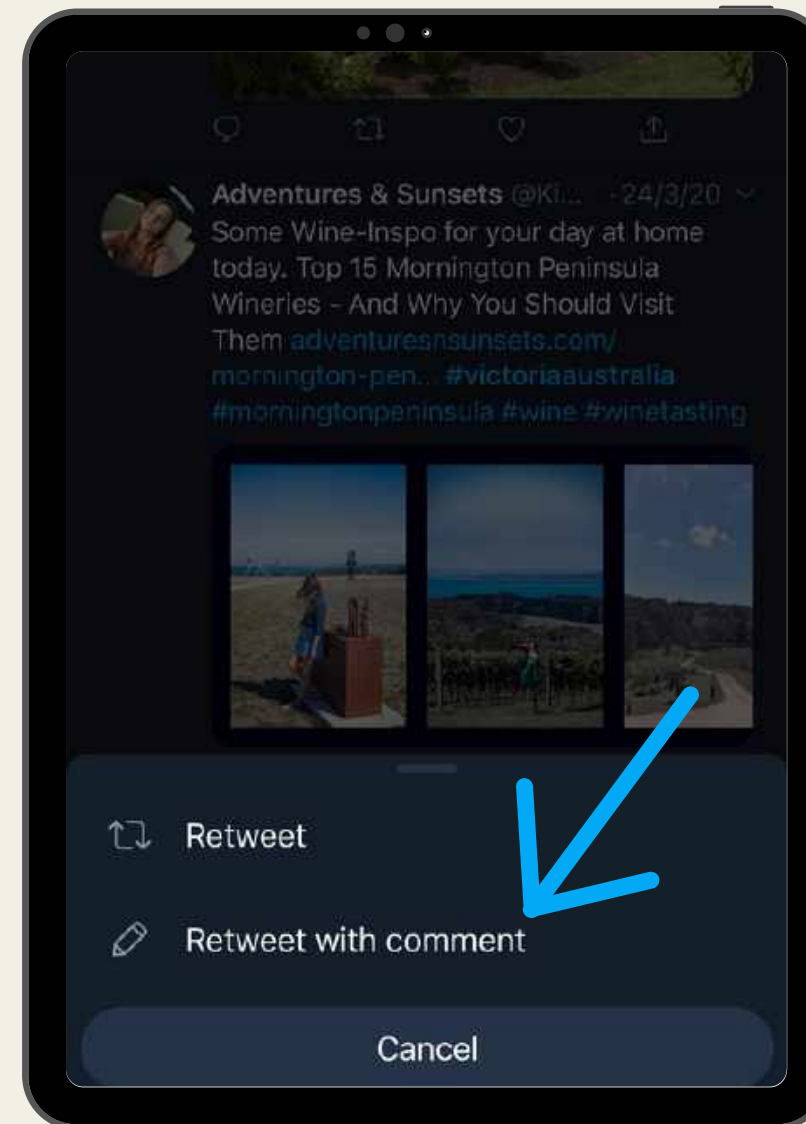 Adventures & Sunsets @Ki... · 24/3/20
Some Wine-Inspo for your day at home
today. Top 15 Mornington Peninsula
Wineries - And Why You Should Visit
Them adventuresnsunsets.com/
mornington-pen... #victoriaaustralia
#morningtonpeninsula #wine #winetasting
Retweet
Retweet with comment
Cancel